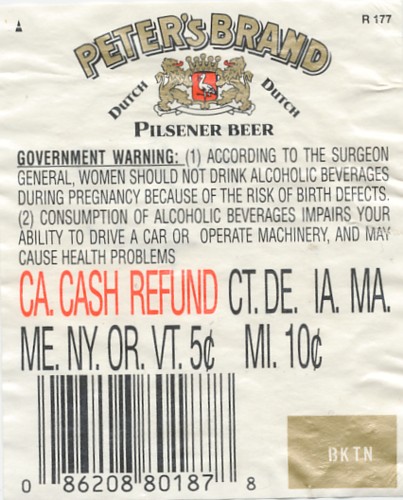 R 177
PETER'S BRAND
DUTCH DUTCH
PILSENER BEER
GOVERNMENT WARNING: (1) ACCORDING TO THE SURGEON
GENERAL, WOMEN SHOULD NOT DRINK ALCOHOLIC BEVERAGES
DURING PREGNANCY BECAUSE OF THE RISK OF BIRTH DEFECTS.
(2) CONSUMPTION OF ALCOHOLIC BEVERAGES IMPAIRS YOUR
ABILITY TO DRIVE A CAR OR OPERATE MACHINERY, AND MAY
CAUSE HEALTH PROBLEMS
CA. CASH REFUND CT. DE. IA. MA.
ME. NY. OR. VT. 5¢ MI. 10¢
BKTN
0 86208 80187 8